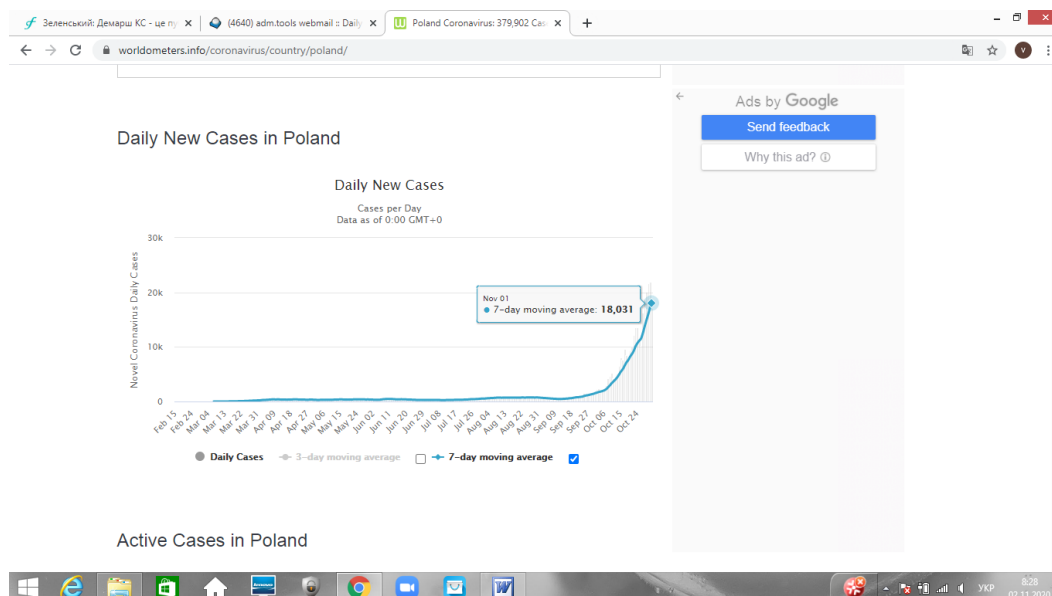 Зеленський: Демарш КС - це пу
(4640) adm.tools webmail :: Daily
Poland Coronavirus: 379,902 Cas
worldometers.info/coronavirus/country/poland/
V
Ads by Google
Send feedback
Why this ad?
Daily New Cases in Poland
Daily New Cases
Cases per Day
Data as of 0:00 GMT+0
Novel Coronavirus Daily Cases
30k
20k
10k
0
Nov 01
7-day moving average: 18,031
Feb 15
Feb 24
Mar 04
Mar 13
Mar 22
Mar 31
Apr 09
Apr 18
Apr 27
May 06
May 15
May 24
Jun 02
Jun 11
Jun 20
Jun 29
Jul 08
Jul 17
Jul 26
Aug 04
Aug 13
Aug 22
Aug 31
Sep 09
Sep 18
Sep 27
Oct 06
Oct 15
Oct 24
Daily Cases
3-day moving average
7-day moving average
Active Cases in Poland
УКР
8:28
02.11.2020